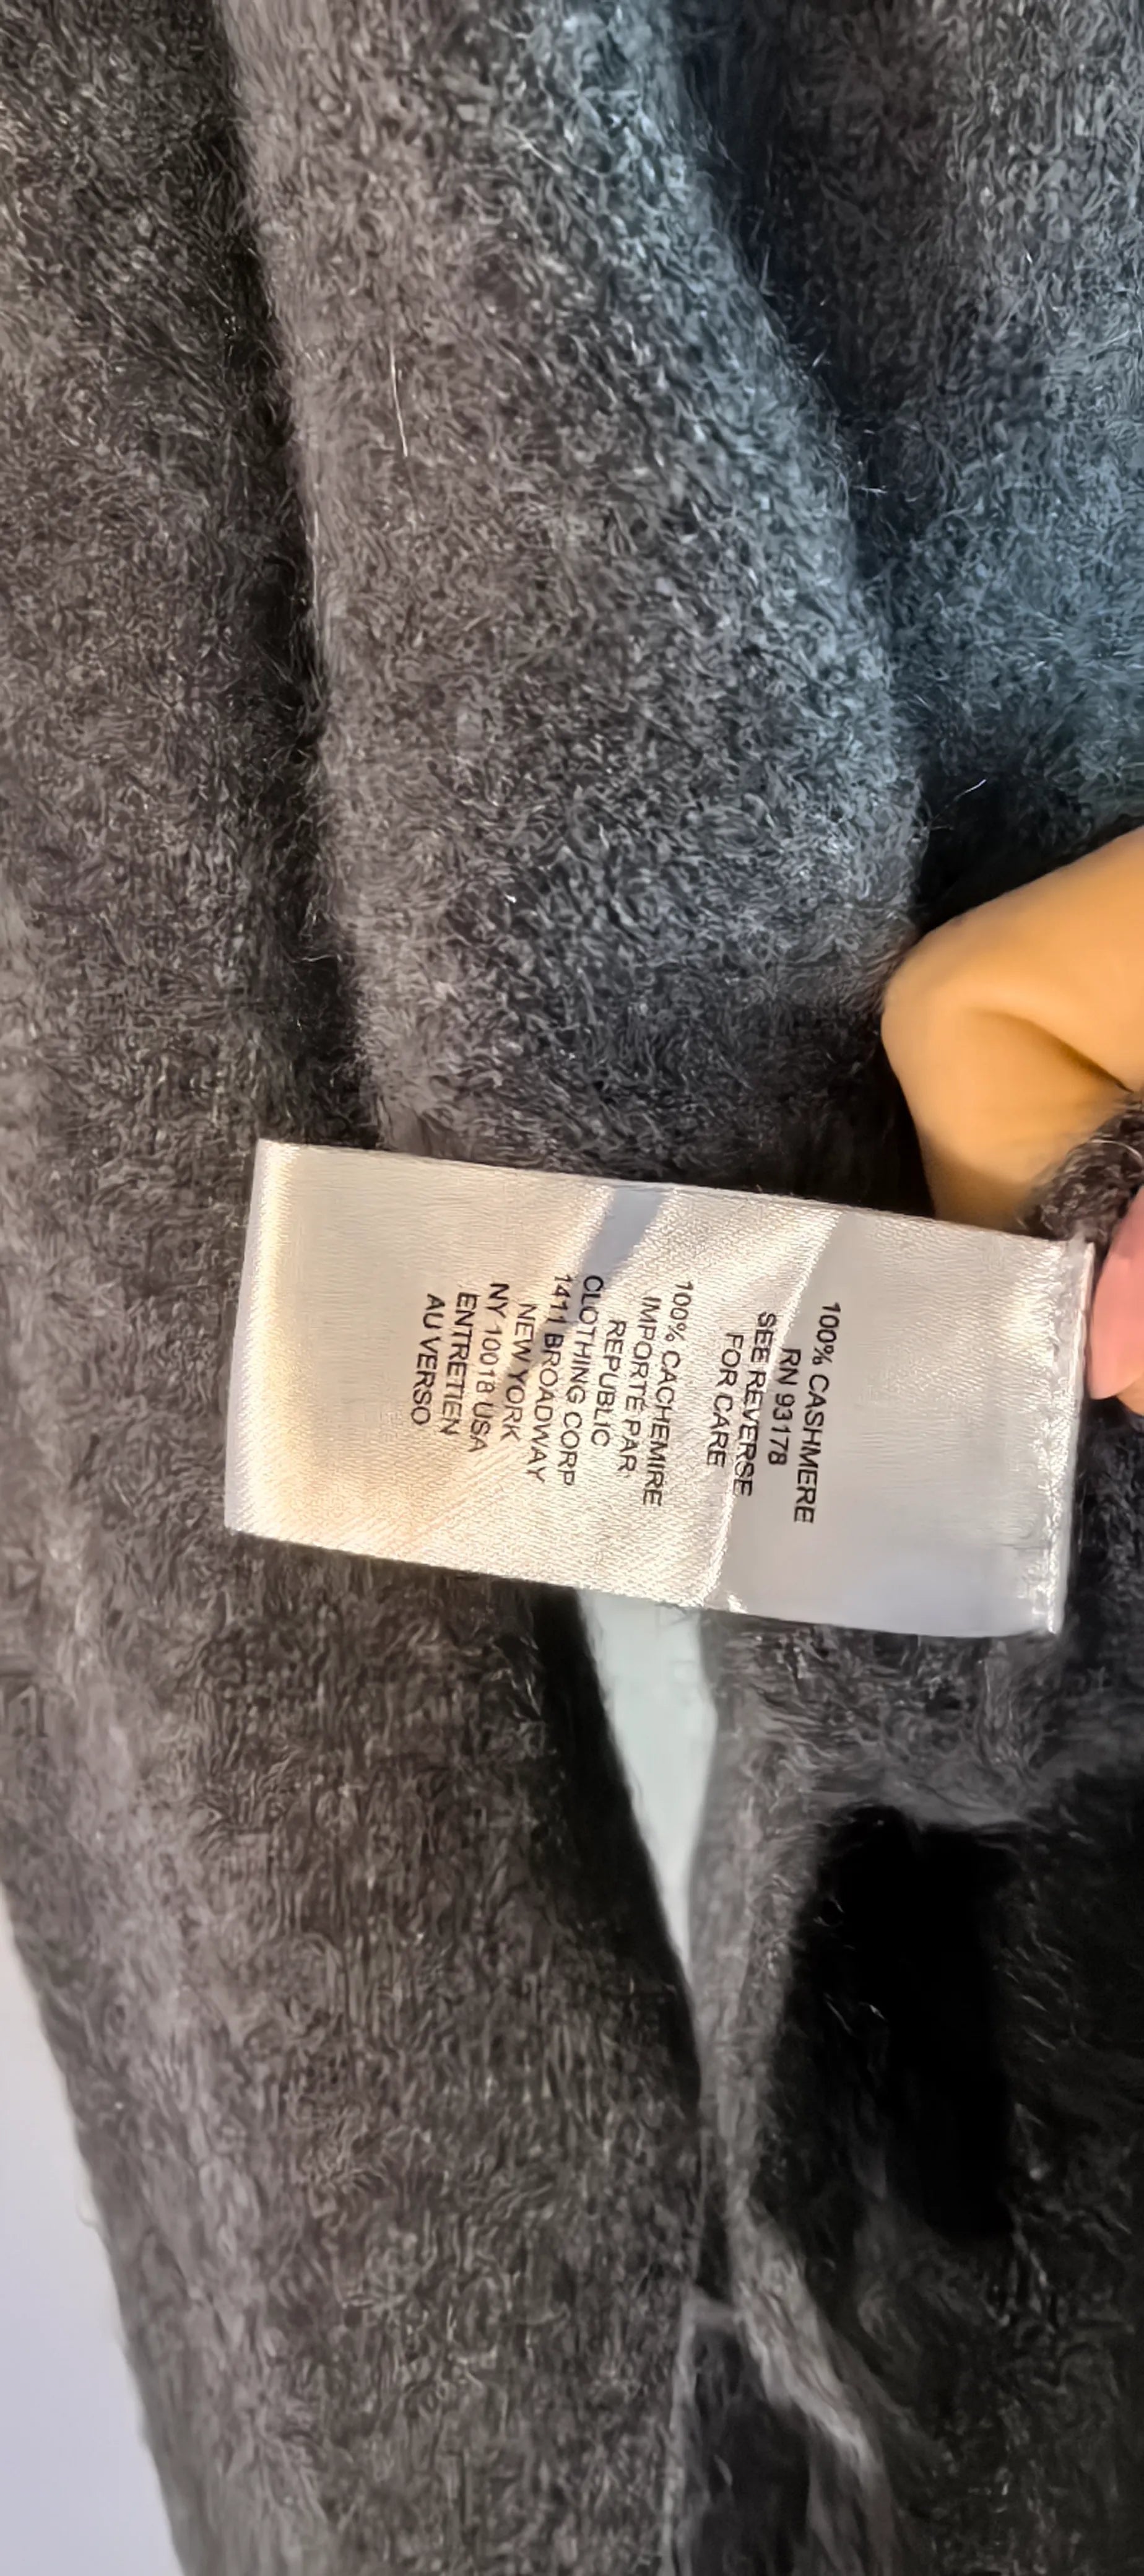 100% CASHMERE
RN 93178
SEE REVERSE
FOR CARE
100% CACHEMIRE
IMPORTÉ PAR
REPUBLIC
CLOTHING CORP
1411 BROADWAY
NEW YORK
NY 10018 USA
ENTRETIEN
AU VERSO